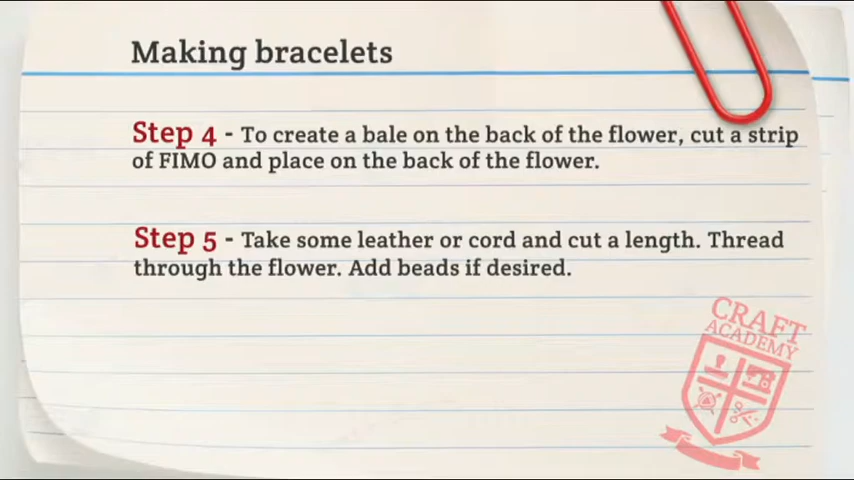 Making bracelets
Step 4 - To create a bale on the back of the flower, cut a strip
of FIMO and place on the back of the flower.
Step 5 - Take some leather or cord and cut a length. Thread
through the flower. Add beads if desired.
CRAFT
ACADEMY